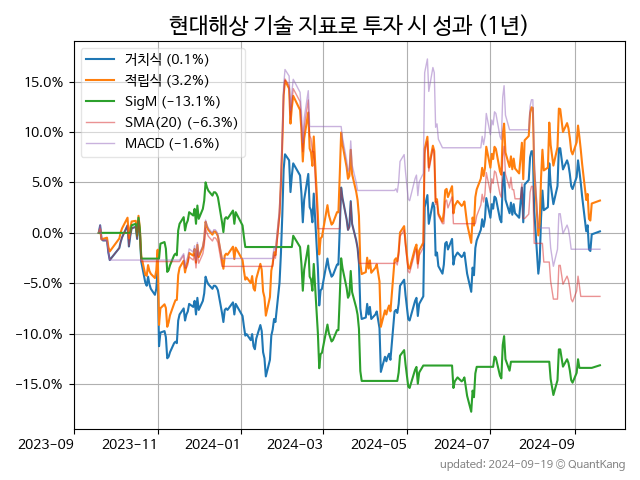 현대해상 기술 지표로 투자 시 성과 (1년)
거치식 (0.1%)
적립식 (3.2%)
SigM (−13.1%)
SMA(20) (−6.3%)
MACD (−1.6%)
15.0%
10.0%
5.0%
0.0%
−5.0%
−10.0%
−15.0%
2023-09 2023-11 2024-01 2024-03 2024-05 2024-07 2024-09
updated: 2024-09-19 © QuantKang